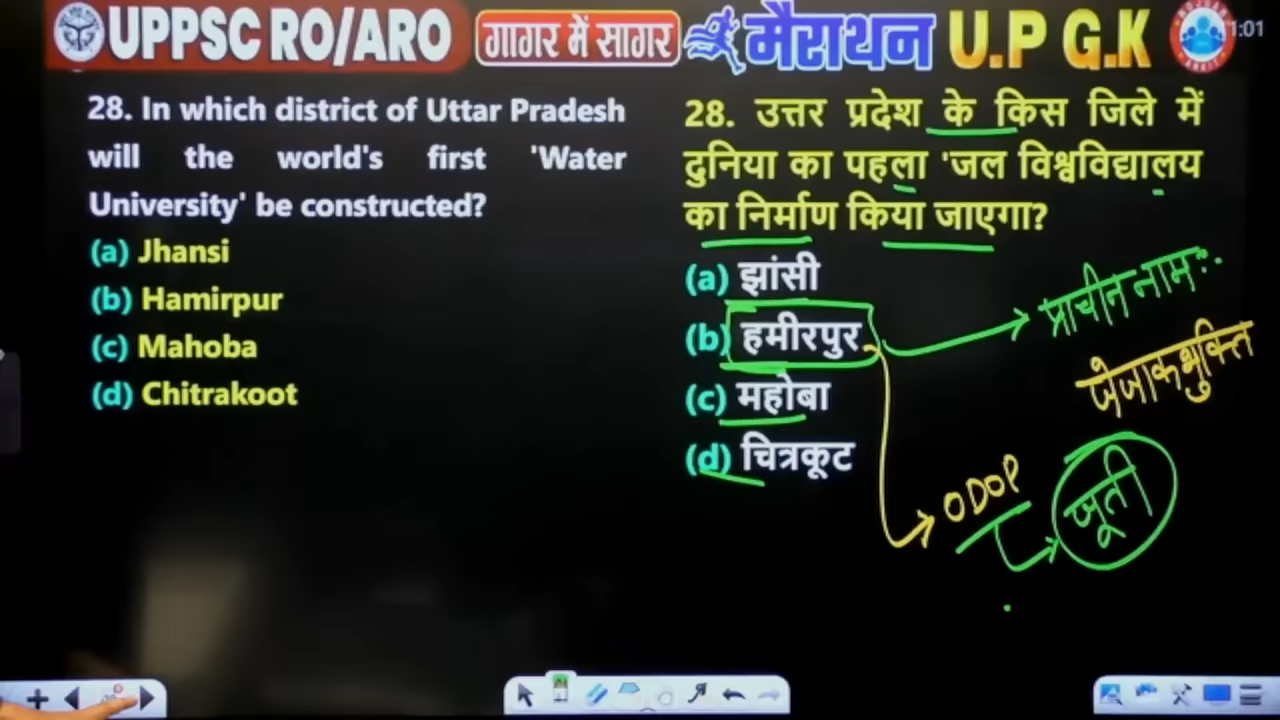 UPPSC RO/ARO गागर में सागर मैराथन U.P G.K
1:01
28. In which district of Uttar Pradesh
will the world's first 'Water
University' be constructed?
(a) Jhansi
(b) Hamirpur
(c) Mahoba
(d) Chitrakoot
28. उत्तर प्रदेश के किस जिले में
दुनिया का पहला 'जल विश्वविद्यालय
का निर्माण किया जाएगा?
(a) झांसी
(b) हमीरपुर
(c) महोबा
(d) चित्रकूट
प्राचीन नाम:-
जेजाकभुक्ति
ODOP
जूती